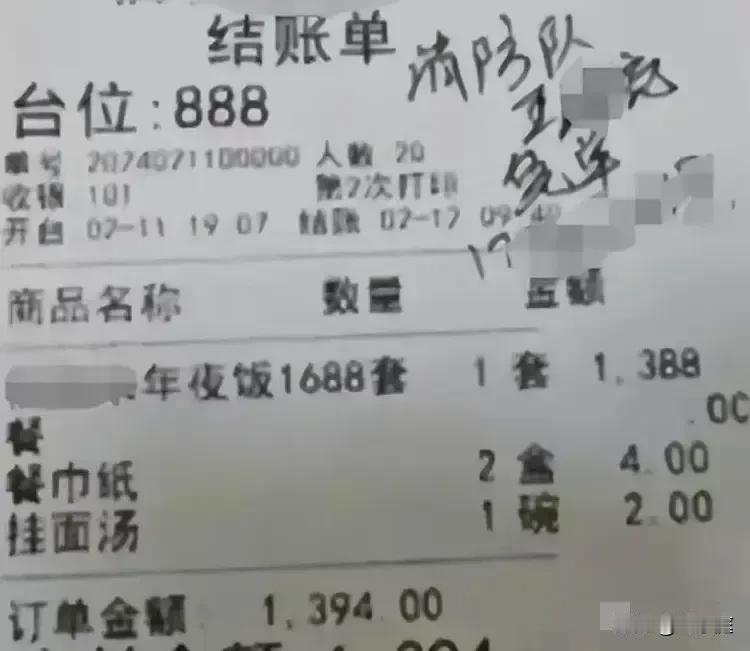 结账单
消防队
台位:888
单号 2024021100000 人数 20
收银 101 第2次打印
免单
开台 02-11 19 07 结账 02-12 09
17
商品名称 数量 金额
年夜饭1688套 1 套 1,388
.00
餐
餐巾纸 2 盒 4.00
挂面汤 1 碗 2.00
订单金额 1,394.00